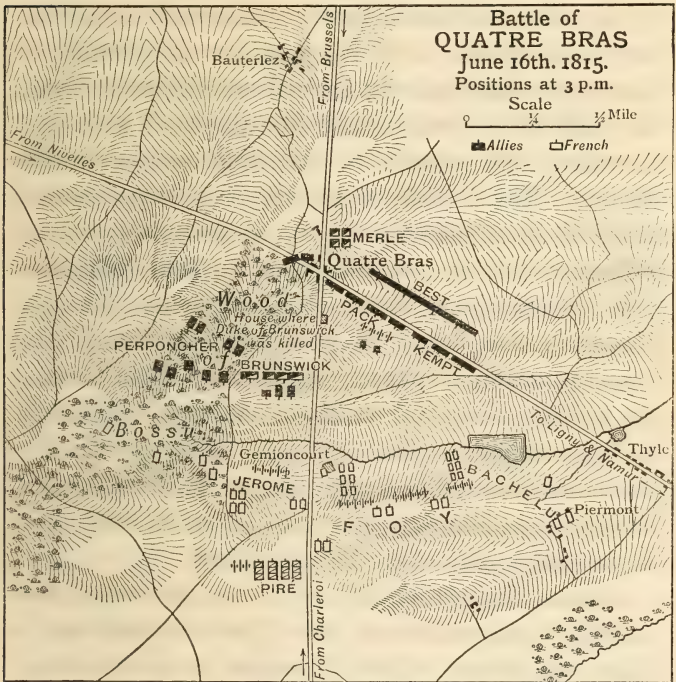 Battle of
QUATRE BRAS
June 16th. 1815.
Positions at 3 p.m.
Scale
0 ¼ ½ Mile
Allies French
Bauterlez
From Brussels
From Nivelles
MERLE
Quatre Bras
BEST
Wood
House where
Duke of Brunswick
was killed
PACK
KEMPT
PERPONCHER
of
BRUNSWICK
Bossu
To Ligny & Namur
Thyle
Gemioncourt
JEROME
BACHELU
FOY
Piermont
PIRÉ
From Charleroi